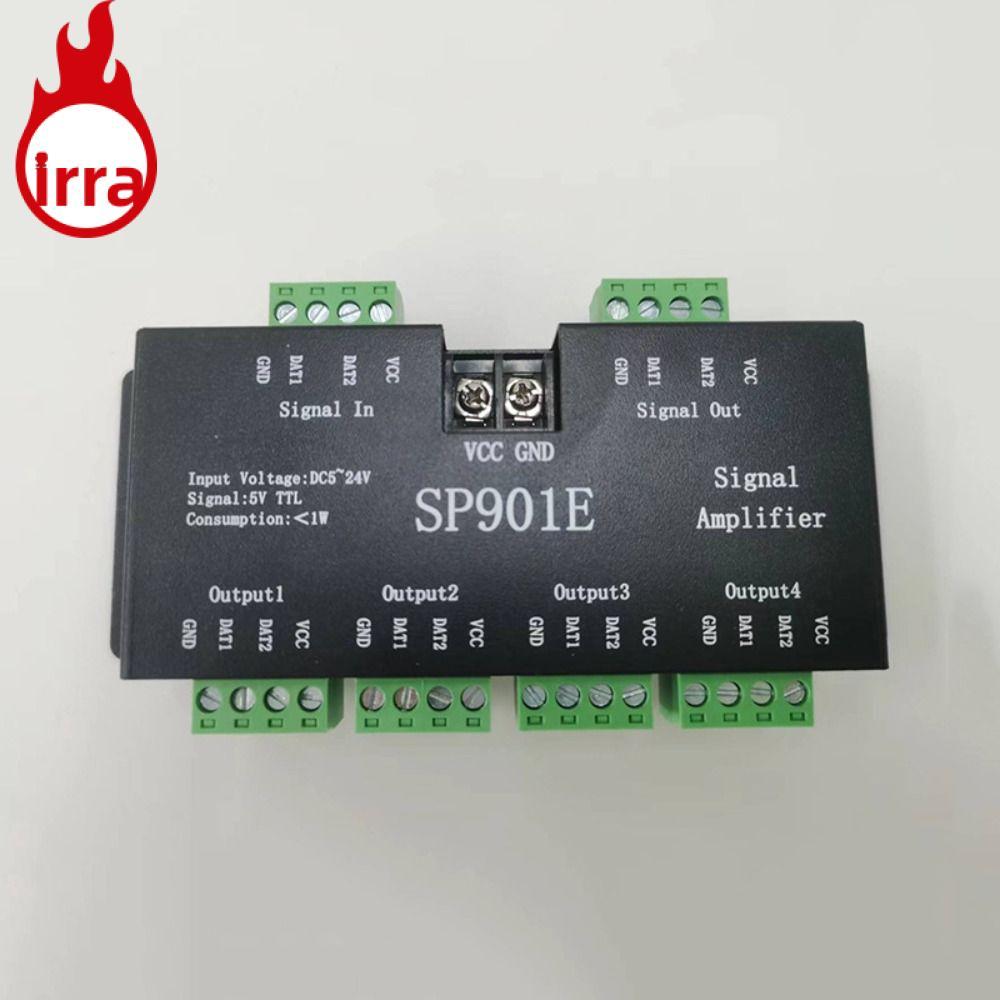 irra
GND DAT1 DAT2 VCC
Signal In
GND DAT1 DAT2 VCC
Signal Out
VCC GND
Input Voltage:DC5~24V
Signal:5V TTL
Consumption:<1W
SP901E
Signal
Amplifier
Output1
GND DAT1 DAT2 VCC
Output2
GND DAT1 DAT2 VCC
Output3
GND DAT1 DAT2 VCC
Output4
GND DAT1 DAT2 VCC